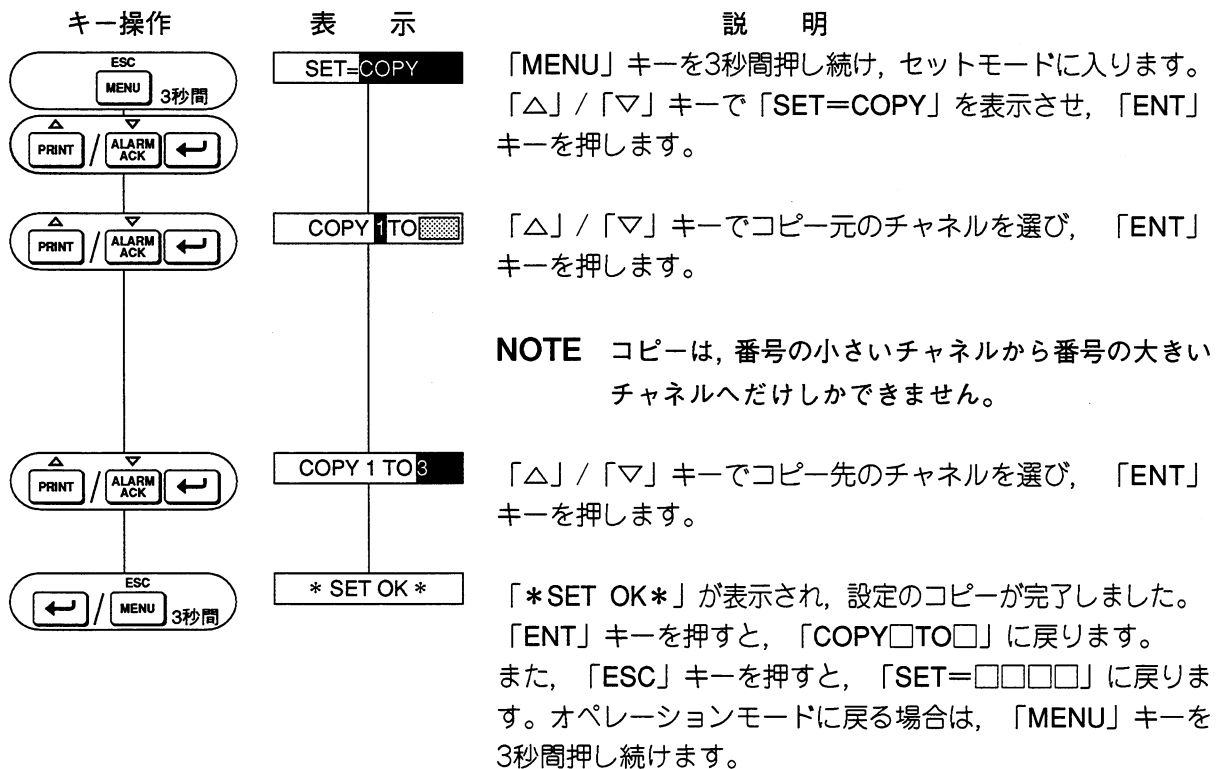 キー操作
表 示
説 明
ESC
MENU 3秒間
△ ▽
PRINT / ALARM ACK ↵
SET=COPY
「MENU」キーを3秒間押し続け，セットモードに入ります。
「△」/「▽」キーで「SET=COPY」を表示させ，「ENT」
キーを押します。
△ ▽
PRINT / ALARM ACK ↵
COPY 1 TO
「△」/「▽」キーでコピー元のチャネルを選び，「ENT」
キーを押します。
NOTE コピーは，番号の小さいチャネルから番号の大きい
チャネルへだけしかできません。
△ ▽
PRINT / ALARM ACK ↵
COPY 1 TO 3
「△」/「▽」キーでコピー先のチャネルを選び，「ENT」
キーを押します。
ESC
↵ / MENU 3秒間
* SET OK *
「*SET OK*」が表示され，設定のコピーが完了しました。
「ENT」キーを押すと，「COPY□TO□」に戻ります。
また，「ESC」キーを押すと，「SET=□□□□」に戻りま
す。オペレーションモードに戻る場合は，「MENU」キーを
3秒間押し続けます。